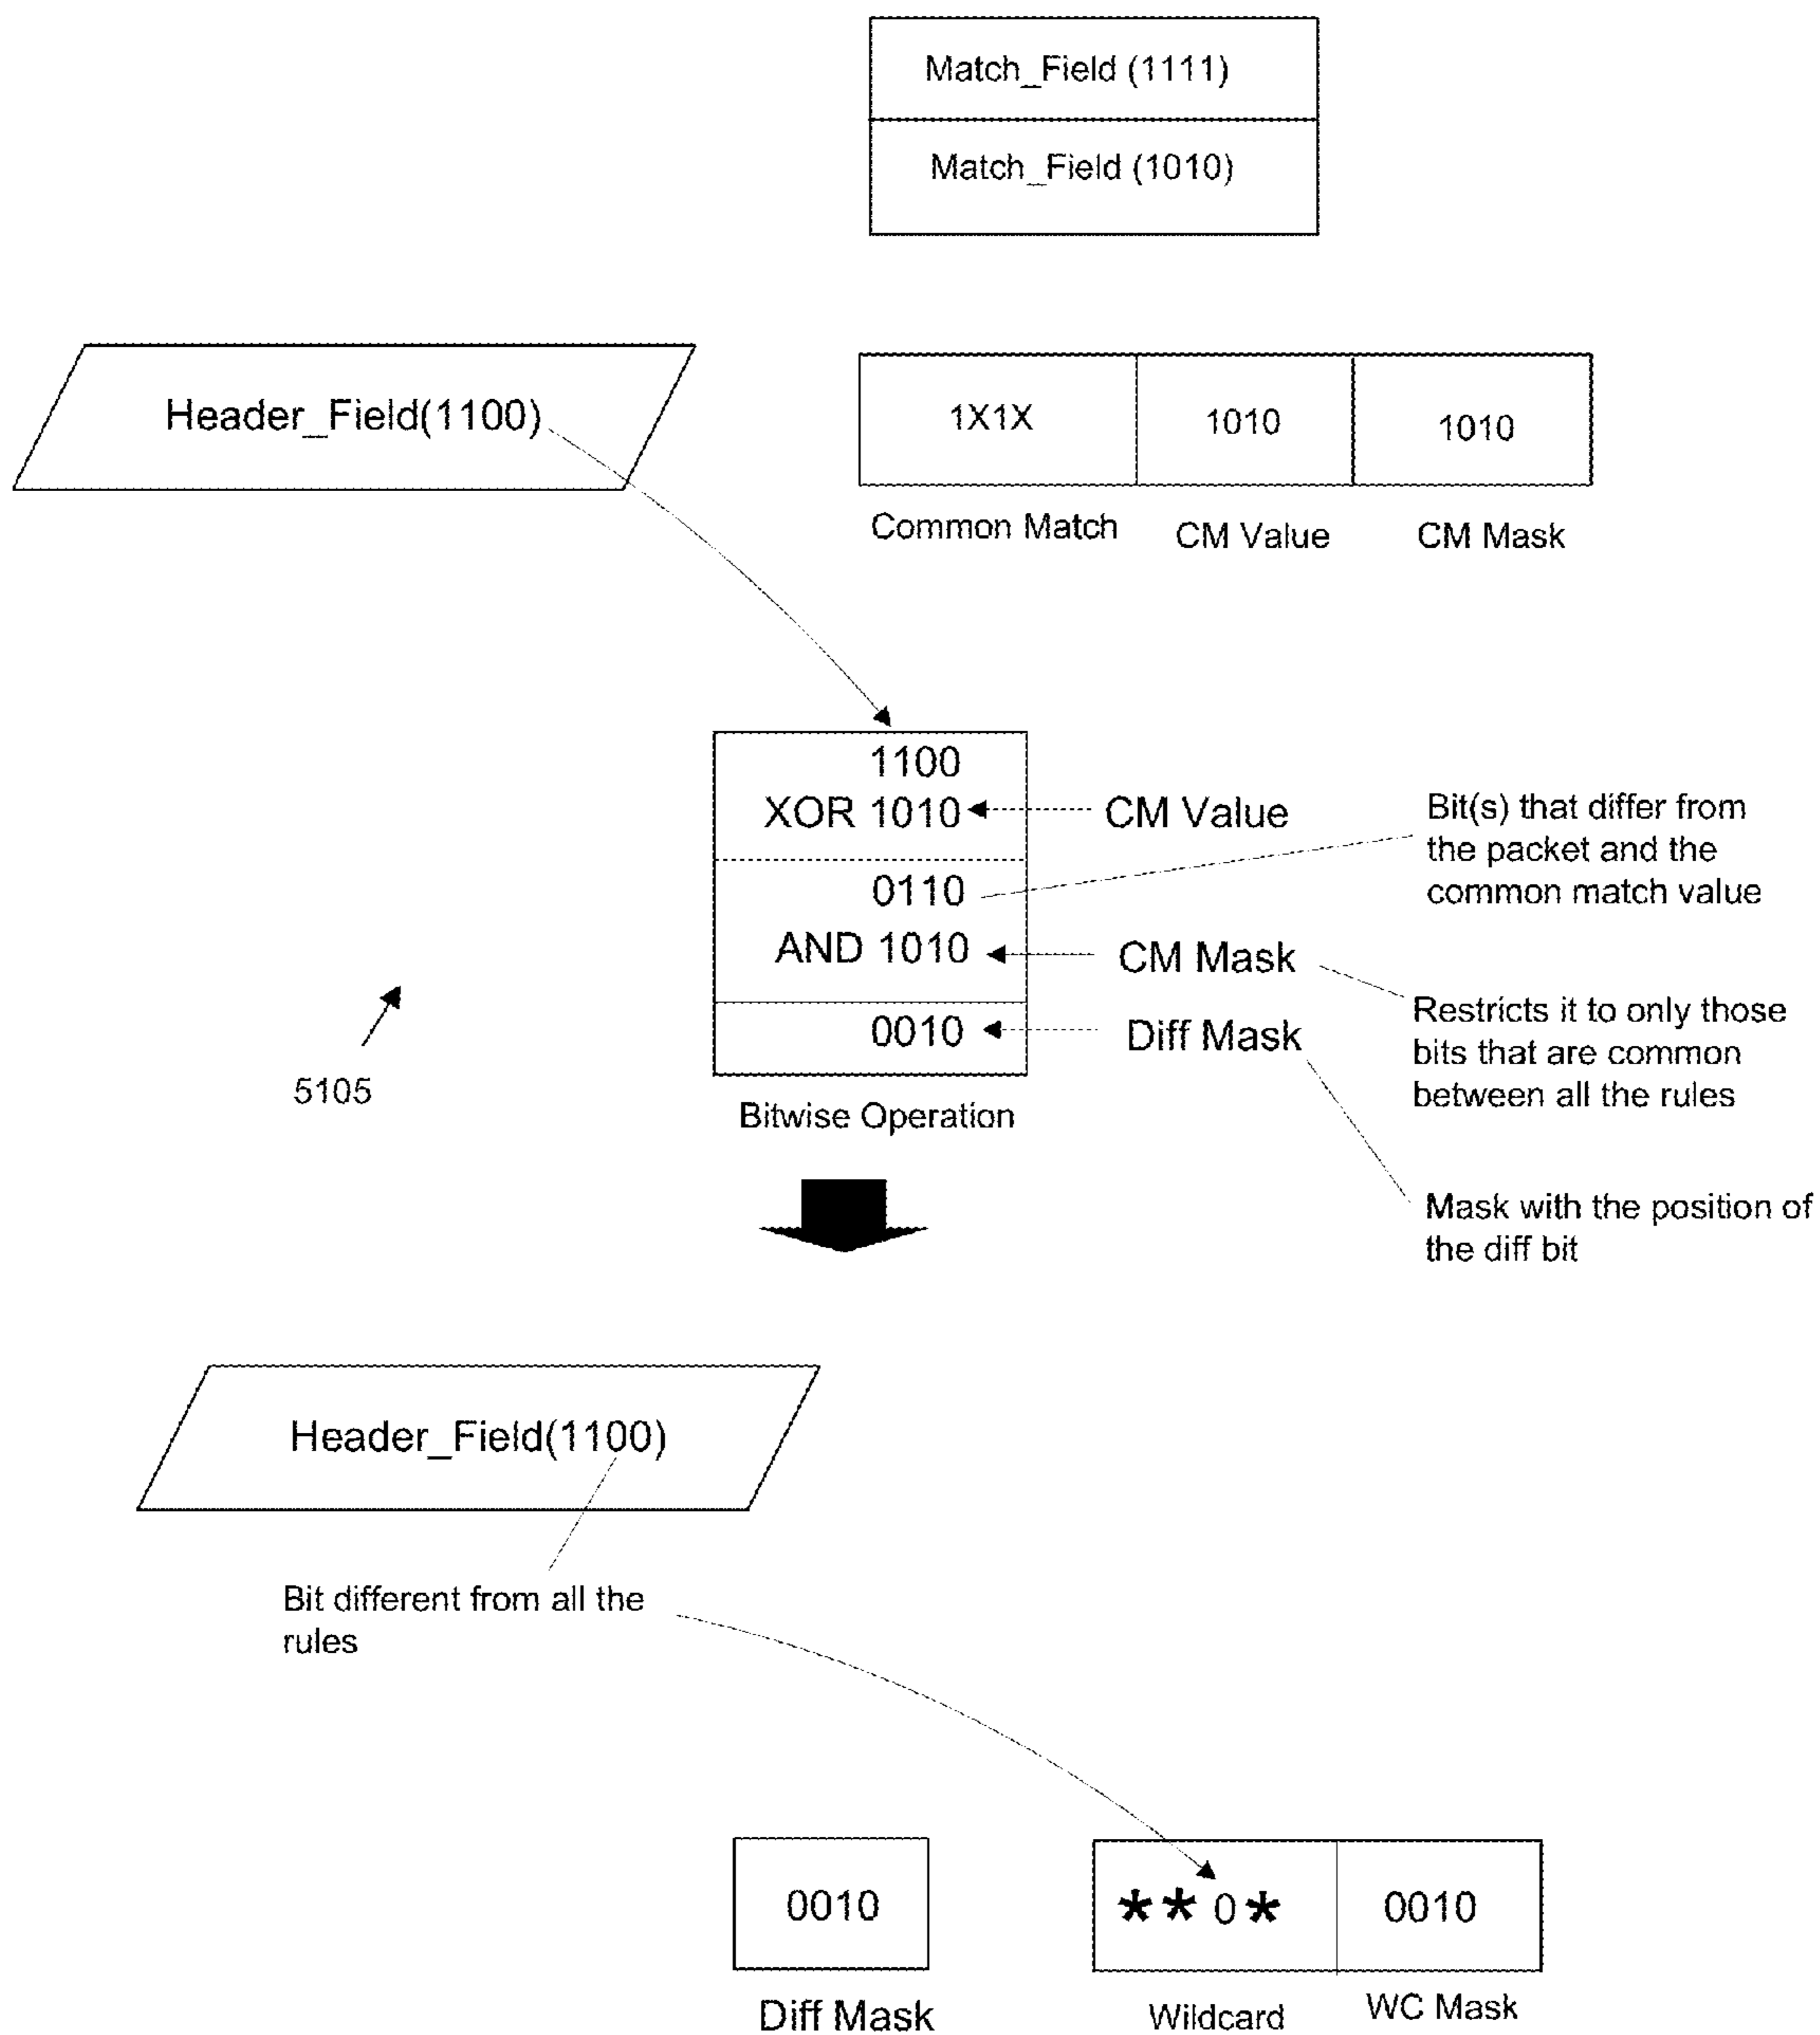 Match_Field (1111)
Match_Field (1010)
Header_Field(1100)
1X1X
1010
1010
Common Match
CM Value
CM Mask
1100
XOR 1010
CM Value
0110
AND 1010
CM Mask
0010
Diff Mask
Bitwise Operation
Bit(s) that differ from
the packet and the
common match value
Restricts it to only those
bits that are common
between all the rules
Mask with the position of
the diff bit
5105
Header_Field(1100)
Bit different from all the
rules
0010
**0*
0010
Diff Mask
Wildcard
WC Mask